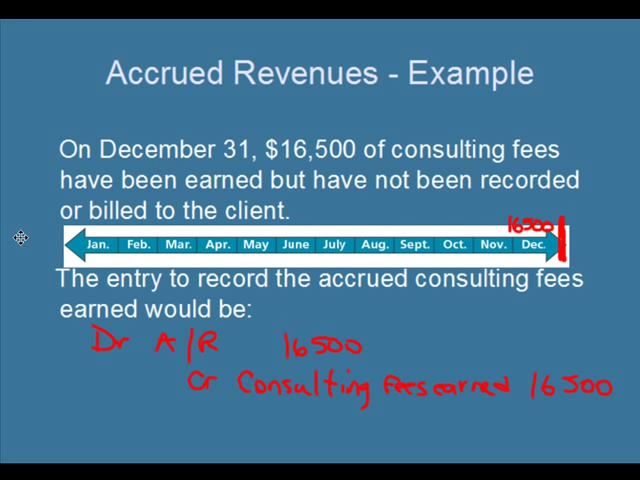 Accrued Revenues - Example
On December 31, $16,500 of consulting fees
have been earned but have not been recorded
or billed to the client.
16500
Jan. Feb. Mar. Apr. May June July Aug. Sept. Oct. Nov. Dec.
The entry to record the accrued consulting fees
earned would be:
Dr A/R 16500
Cr Consulting fees earned 16500